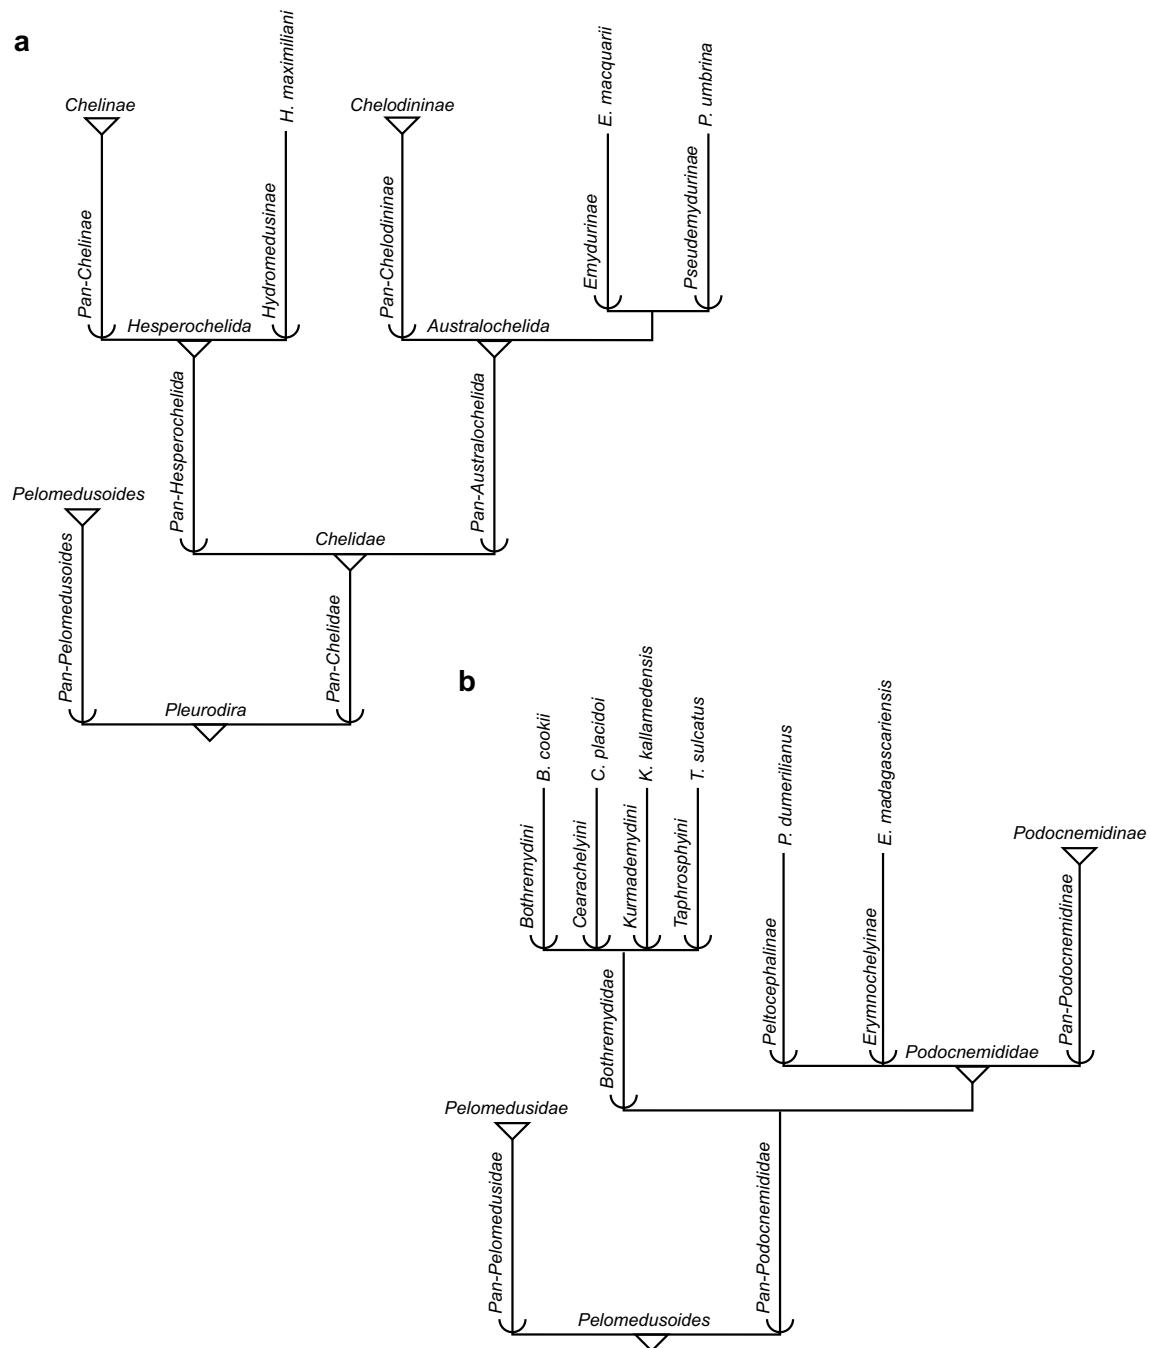 a
H. maximiliani
E. macquarii
P. umbrina
Chelinae
Chelodininae
Pan-Chelinae
Hydromedusinae
Pan-Chelodininae
Emydurinae
Pseudemydurinae
Hesperochelida
Australochelida
Pan-Hesperochelida
Pan-Australochelida
Pelomedusoides
Chelidae
Pan-Pelomedusoides
Pan-Chelidae
Pleurodira
b
B. cookii
C. placidoi
K. kallamedensis
T. sulcatus
P. dumerilianus
E. madagascariensis
Podocnemidinae
Bothremydini
Cearachelyini
Kurmademydini
Taphrosphyini
Peltocephalinae
Erymnochelyinae
Pan-Podocnemidinae
Bothremydidae
Podocnemididae
Pelomedusidae
Pan-Pelomedusidae
Pan-Podocnemididae
Pelomedusoides